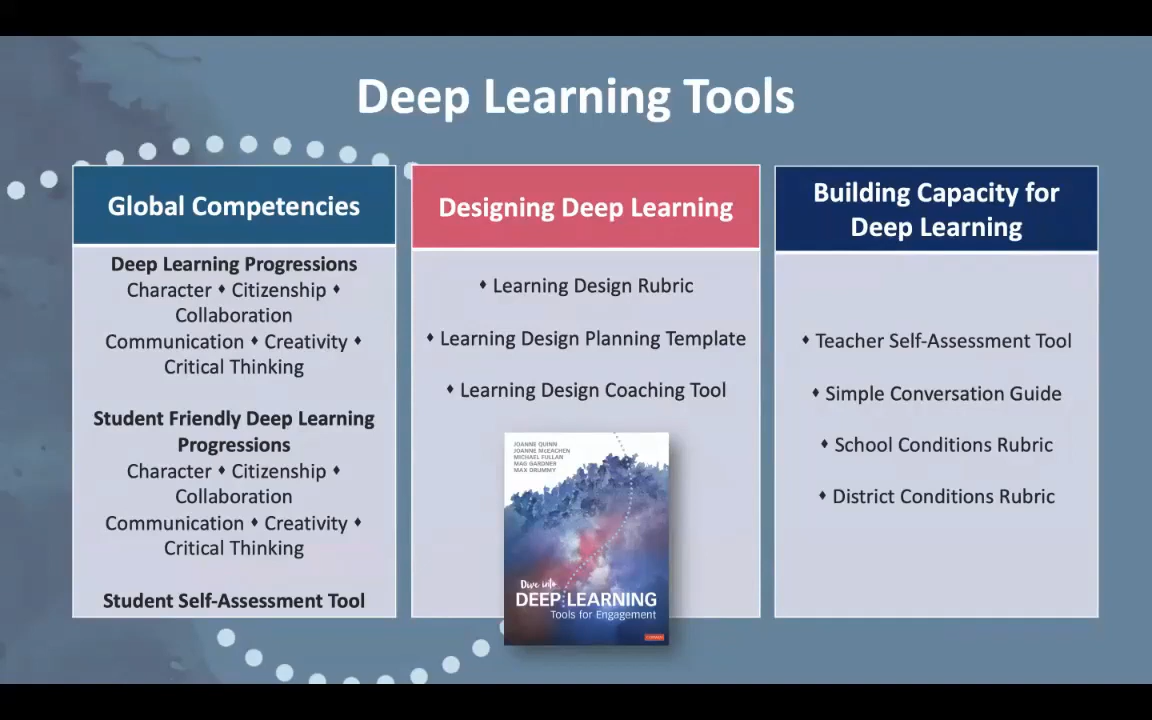 Deep Learning Tools
Global Competencies
Deep Learning Progressions
Character ♦ Citizenship ♦
Collaboration
Communication ♦ Creativity ♦
Critical Thinking
Student Friendly Deep Learning
Progressions
Character ♦ Citizenship ♦
Collaboration
Communication ♦ Creativity ♦
Critical Thinking
Student Self-Assessment Tool
Designing Deep Learning
♦ Learning Design Rubric
♦ Learning Design Planning Template
♦ Learning Design Coaching Tool
JOANNE QUINN
JOANNE McEACHEN
MICHAEL FULLAN
MAG GARDNER
MAX DRUMMY
Dive into
DEEP LEARNING
Tools for Engagement
Building Capacity for
Deep Learning
♦ Teacher Self-Assessment Tool
♦ Simple Conversation Guide
♦ School Conditions Rubric
♦ District Conditions Rubric